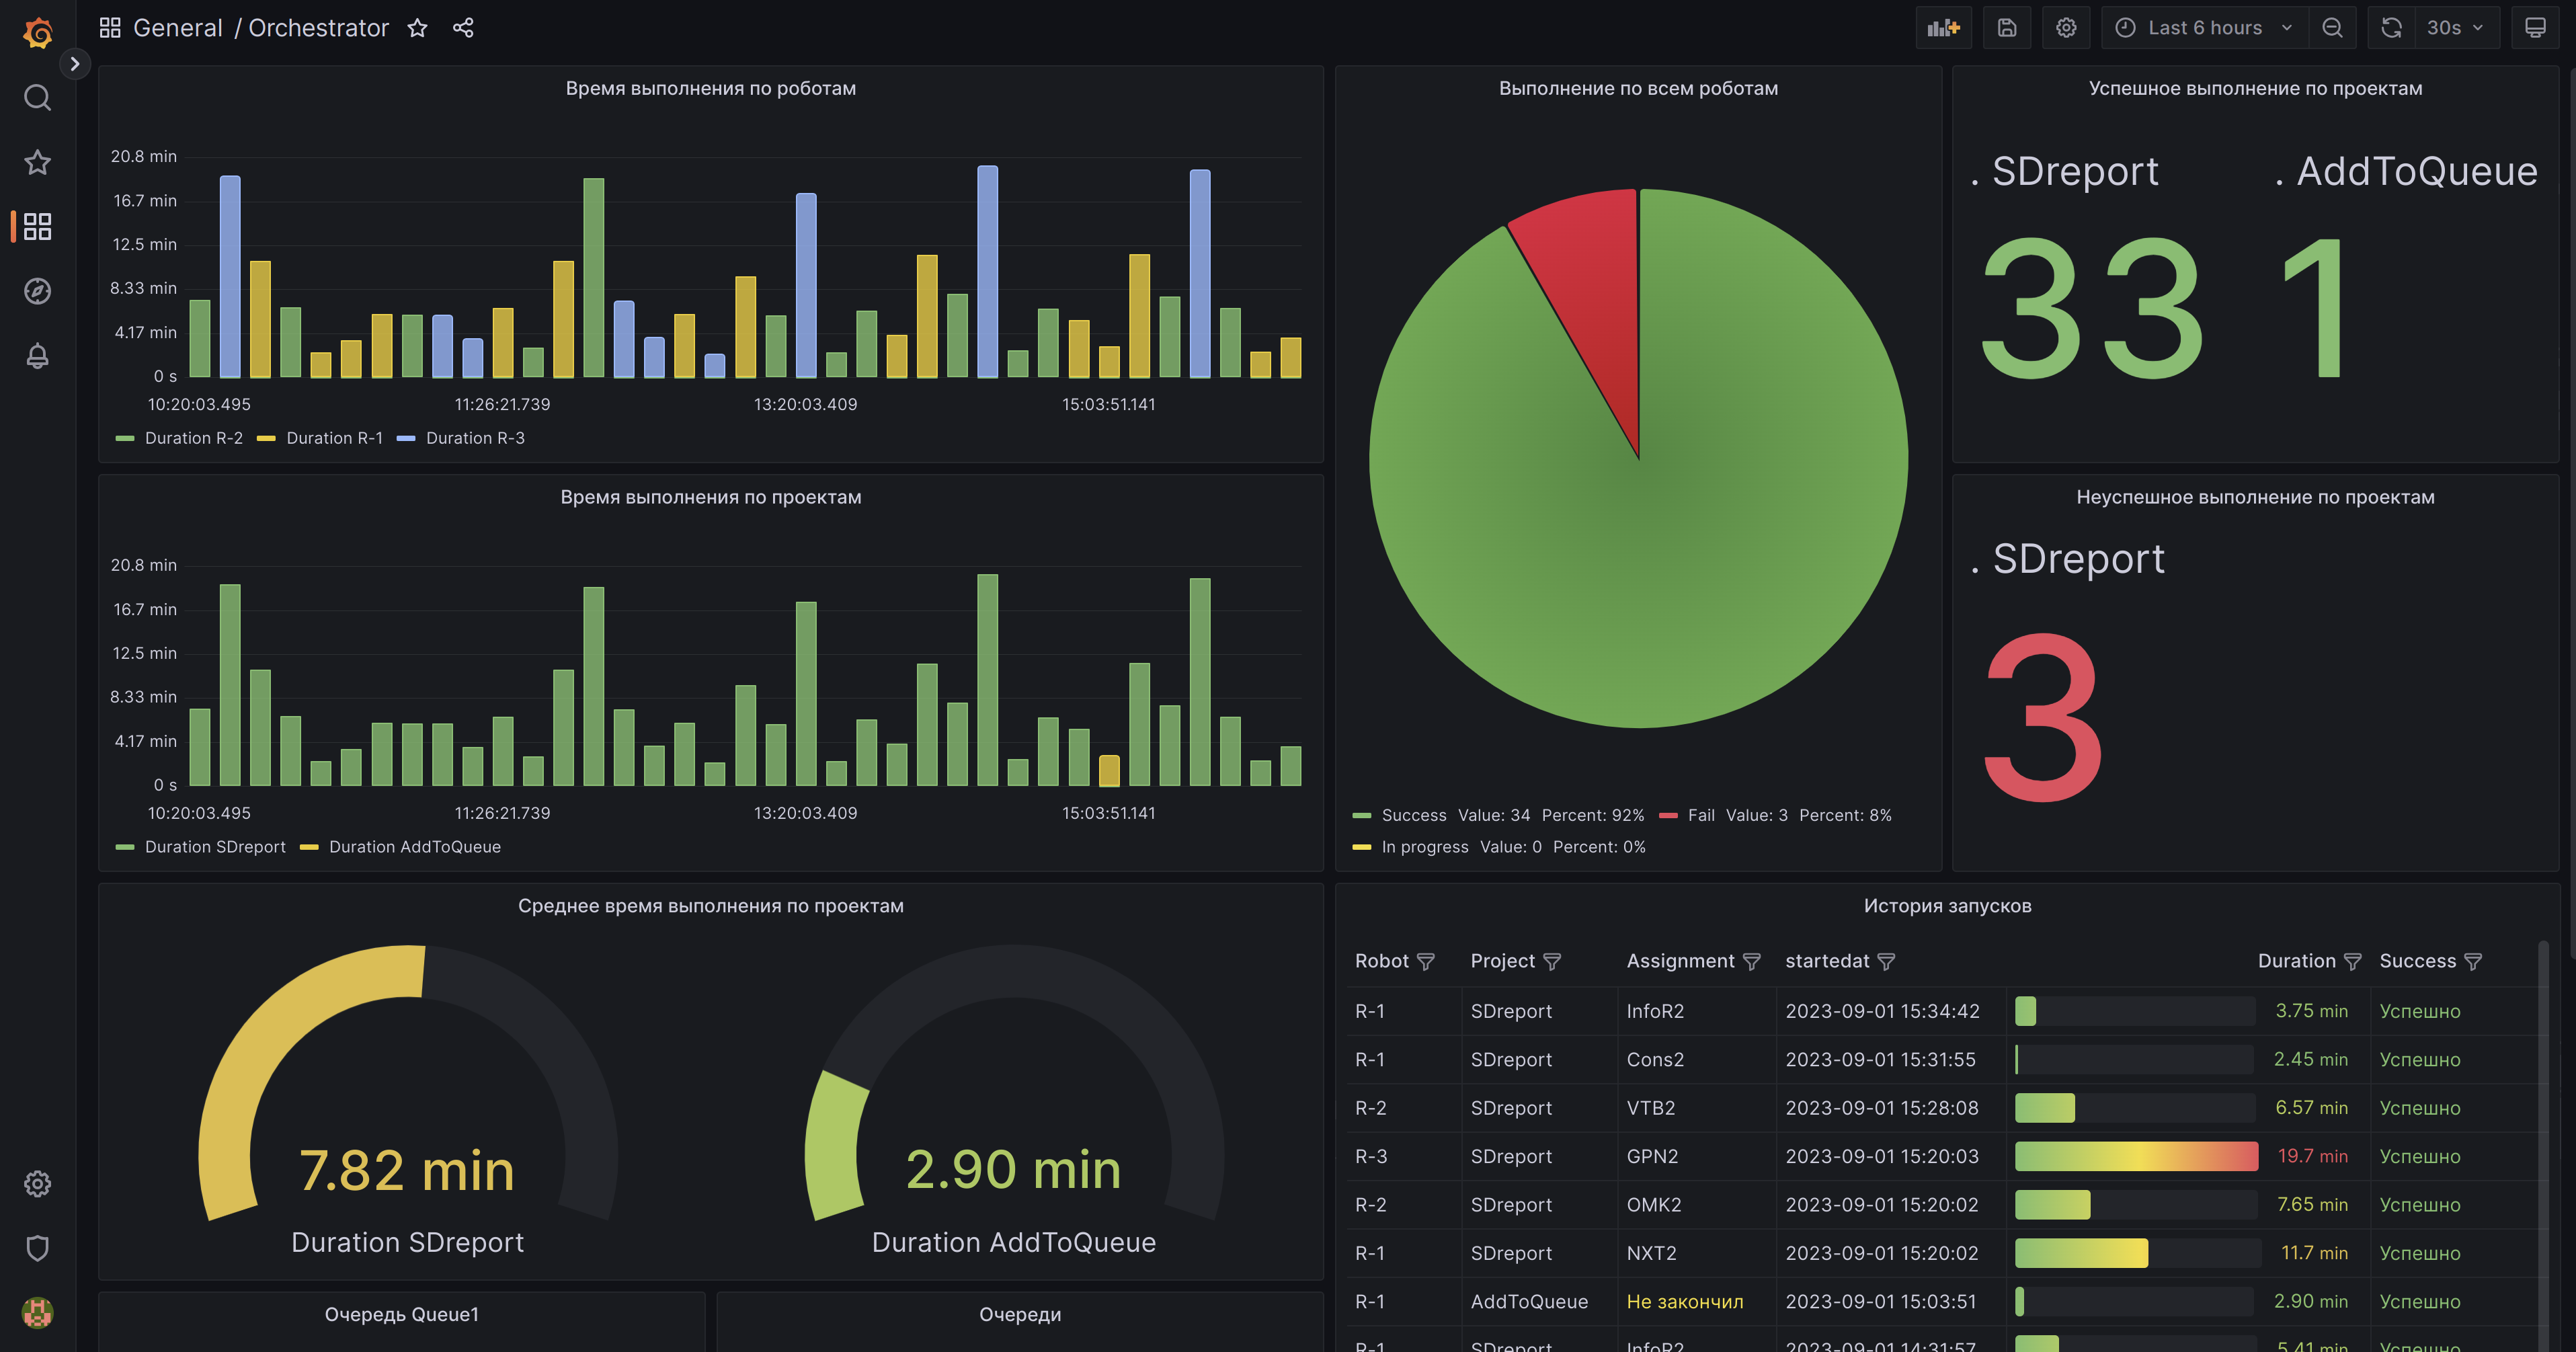 General / Orchestrator
Last 6 hours
30s
Время выполнения по роботам
20.8 min
16.7 min
12.5 min
8.33 min
4.17 min
0 s
10:20:03.495 11:26:21.739 13:20:03.409 15:03:51.141
Duration R-2 Duration R-1 Duration R-3
Выполнение по всем роботам
Success Value: 34 Percent: 92% Fail Value: 3 Percent: 8%
In progress Value: 0 Percent: 0%
Успешное выполнение по проектам
. SDreport . AddToQueue
33 1
Время выполнения по проектам
20.8 min
16.7 min
12.5 min
8.33 min
4.17 min
0 s
10:20:03.495 11:26:21.739 13:20:03.409 15:03:51.141
Duration SDreport Duration AddToQueue
Неуспешное выполнение по проектам
. SDreport
3
Среднее время выполнения по проектам
7.82 min 2.90 min
Duration SDreport Duration AddToQueue
История запусков
Robot Project Assignment startedat Duration Success
R-1 SDreport InfoR2 2023-09-01 15:34:42 3.75 min Успешно
R-1 SDreport Cons2 2023-09-01 15:31:55 2.45 min Успешно
R-2 SDreport VTB2 2023-09-01 15:28:08 6.57 min Успешно
R-3 SDreport GPN2 2023-09-01 15:20:03 19.7 min Успешно
R-2 SDreport OMK2 2023-09-01 15:20:02 7.65 min Успешно
R-1 SDreport NXT2 2023-09-01 15:20:02 11.7 min Успешно
R-1 AddToQueue Не закончил 2023-09-01 15:03:51 2.90 min Успешно
R-1 SDreport InfoR2 2023-09-01 14:31:57 5.41 min Успешно
Очередь Queue1
Очереди